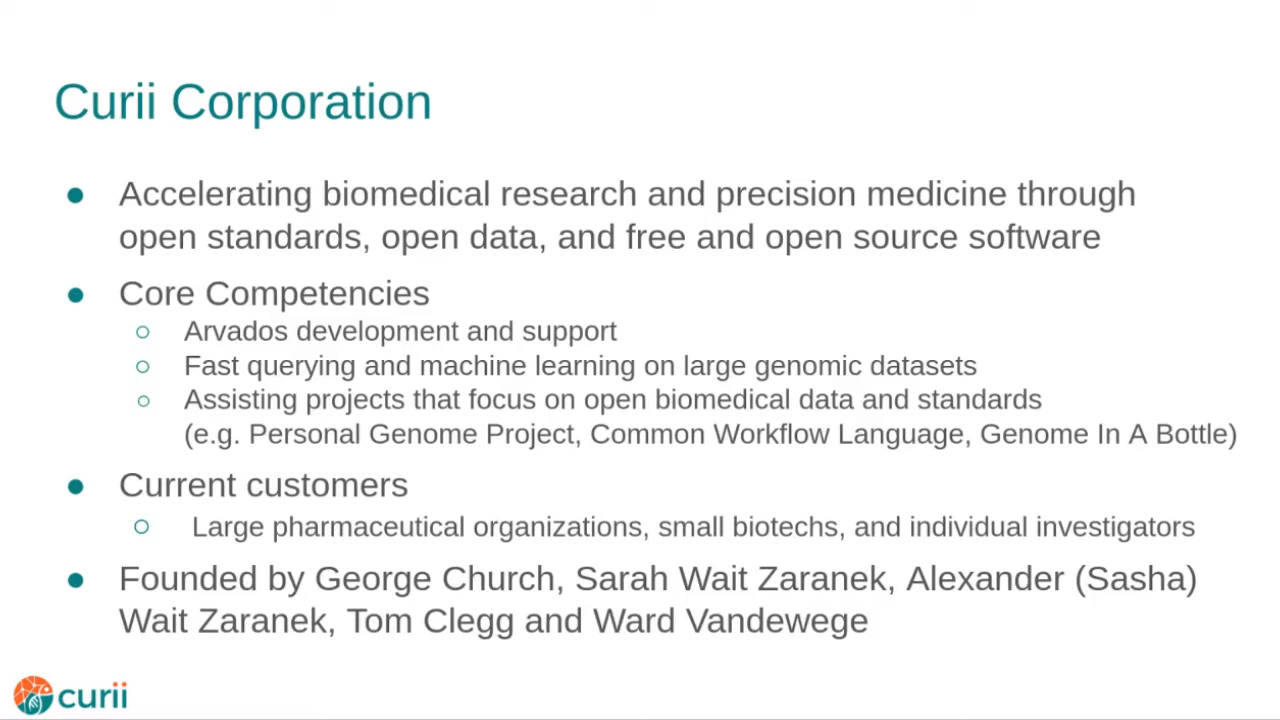 Curii Corporation
● Accelerating biomedical research and precision medicine through
open standards, open data, and free and open source software
● Core Competencies
○ Arvados development and support
○ Fast querying and machine learning on large genomic datasets
○ Assisting projects that focus on open biomedical data and standards
(e.g. Personal Genome Project, Common Workflow Language, Genome In A Bottle)
● Current customers
○ Large pharmaceutical organizations, small biotechs, and individual investigators
● Founded by George Church, Sarah Wait Zaranek, Alexander (Sasha)
Wait Zaranek, Tom Clegg and Ward Vandewege
curii